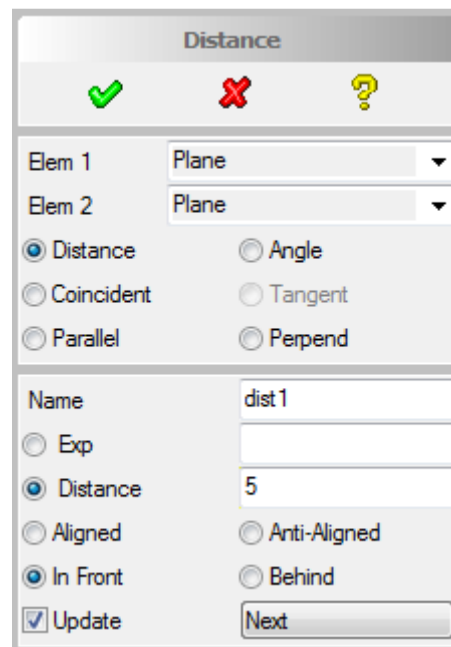 Distance
Elem 1 Plane
Elem 2 Plane
Distance Angle
Coincident Tangent
Parallel Perpend
Name dist1
Exp
Distance 5
Aligned Anti-Aligned
In Front Behind
Update Next